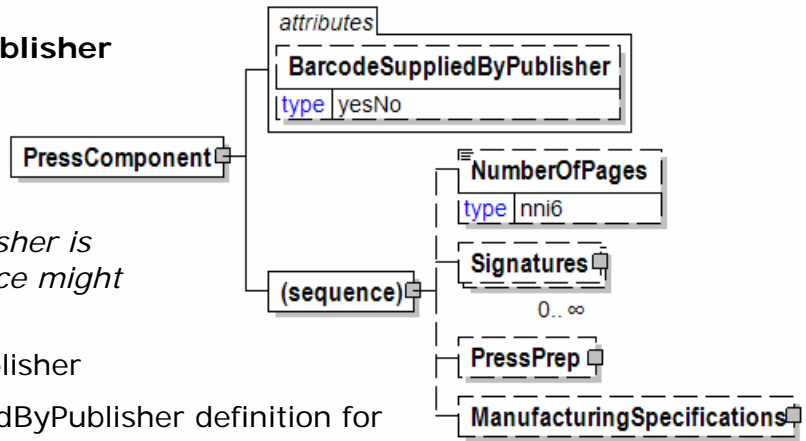 attributes
blisher
BarcodeSuppliedByPublisher
type yesNo
PressComponent
NumberOfPages
type nni6
sher is
ce might
Signatures
(sequence)
0.. ∞
blisher
PressPrep
dByPublisher definition for
ManufacturingSpecifications